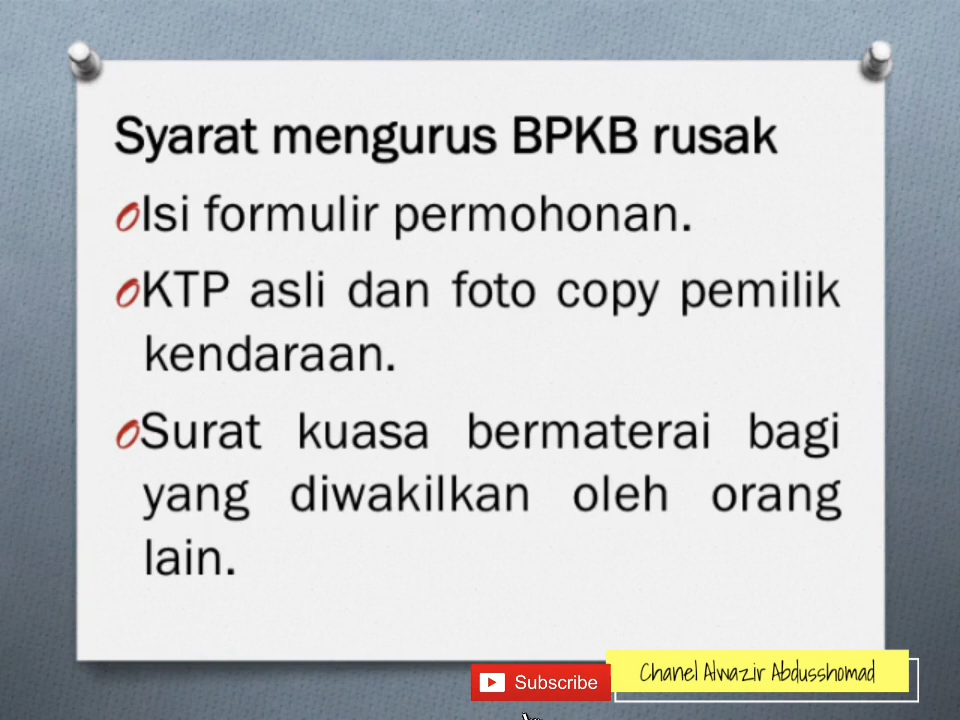 Syarat mengurus BPKB rusak
Isi formulir permohonan.
KTP asli dan foto copy pemilik
kendaraan.
Surat kuasa bermaterai bagi
yang diwakilkan oleh orang
lain.
Subscribe
Chanel Alwazir Abdusshomad